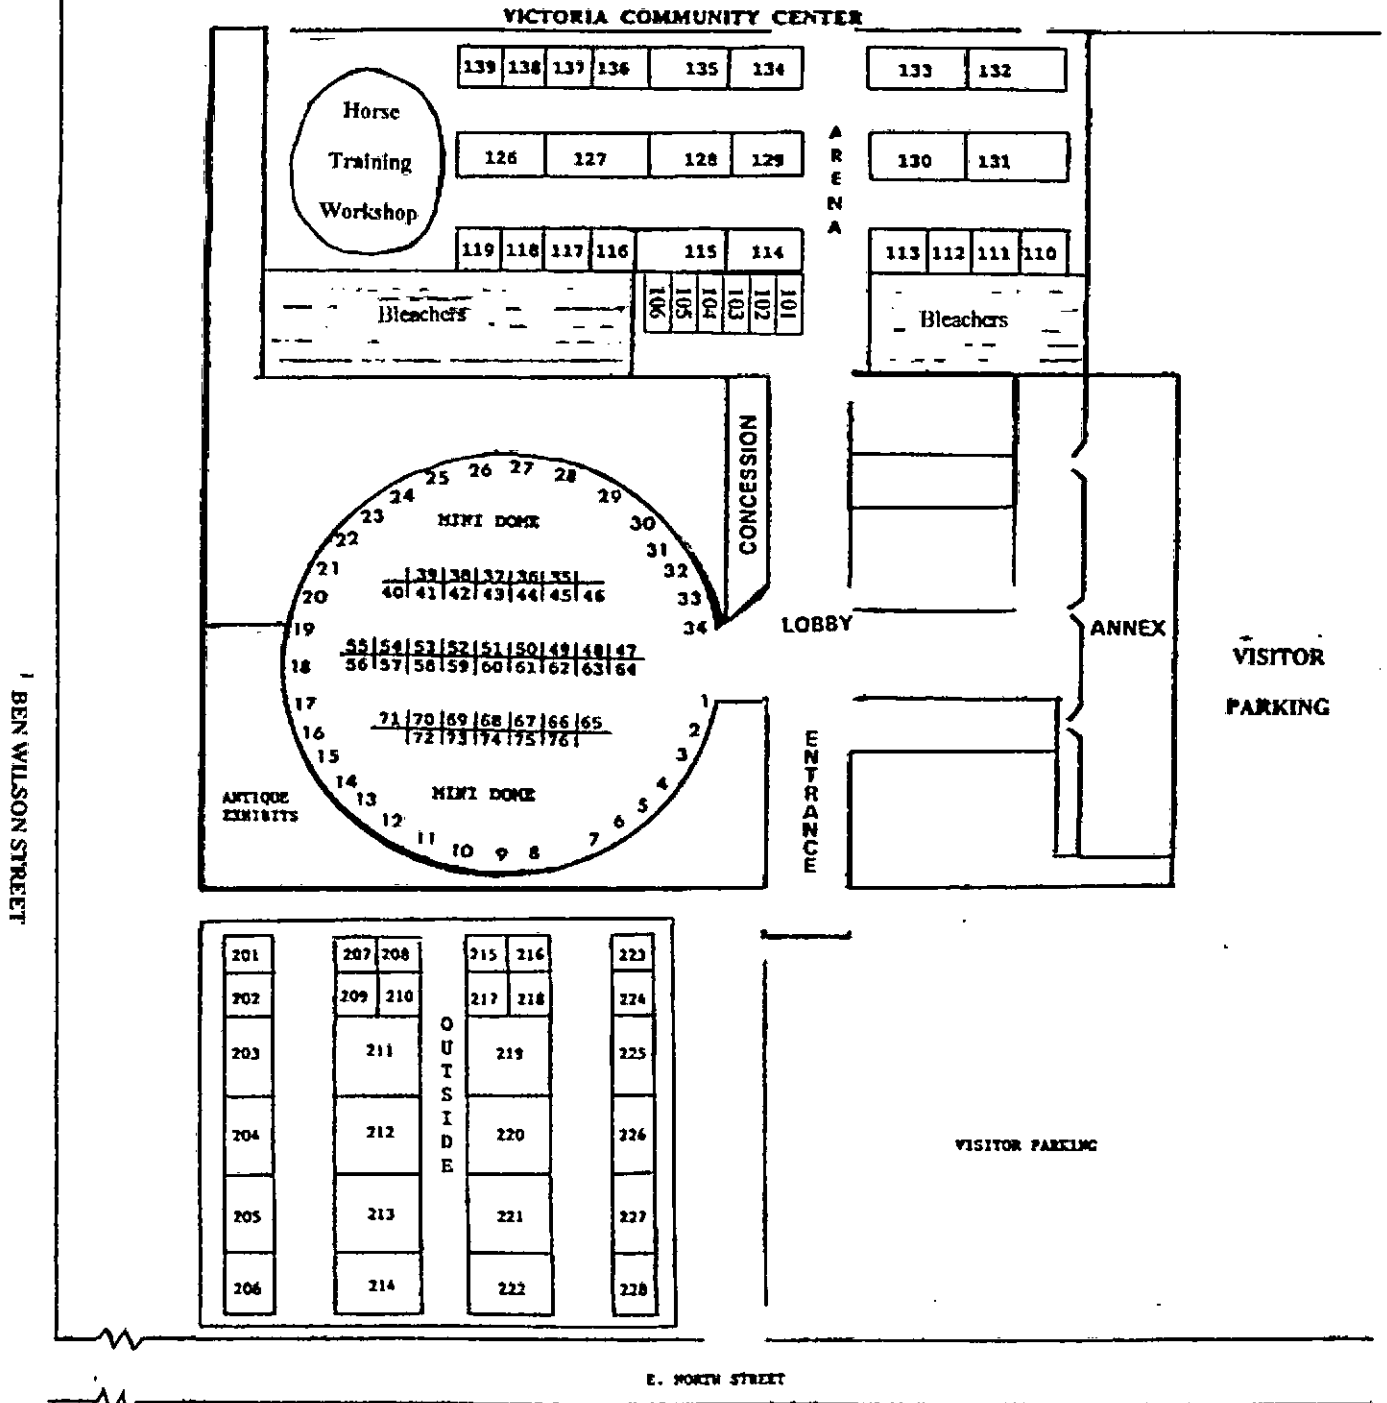 VICTORIA COMMUNITY CENTER
139 138 137 136 135 134 133 132
Horse
Training
Workshop
126 127 128 129 130 131
ARENA
119 118 117 116 115 114 113 112 111 110
Bleachers
106 105 104 103 102 101
Bleachers
CONCESSION
22 23 24 25 26 27 28 29 30 31 32 33 34
MINI DOME
21
20
19
18
17
16
15
14
13
12
11
10
9
8
7
6
5
4
3
2
1
39 38 37 36 35
40 41 42 43 44 45 46
55 54 53 52 51 50 49 48 47
56 57 58 59 60 61 62 63 64
71 70 69 68 67 66 65
72 73 74 75 76
MINI DOME
LOBBY
ANNEX
VISITOR
PARKING
ENTRANCE
ANTIQUE
EXHIBITS
BEN WILSON STREET
201 207 208 215 216 223
202 209 210 217 218 224
203 211 219 225
OUTSIDE
204 212 220 226
205 213 221 227
206 214 222 228
VISITOR PARKING
E. NORTH STREET